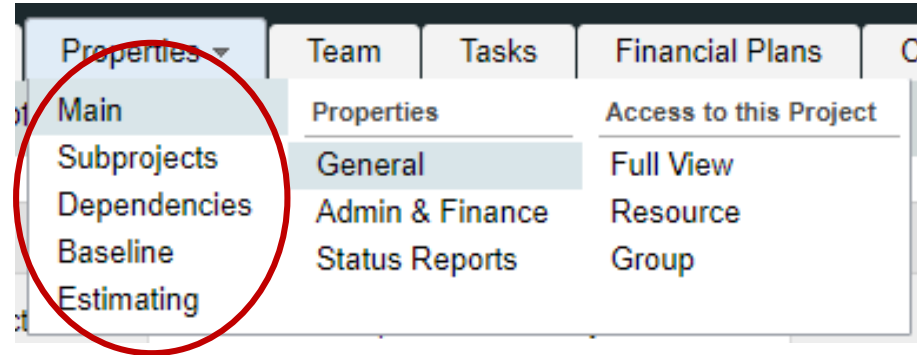 Properties Team Tasks Financial Plans
Main Properties Access to this Project
Subprojects General Full View
Dependencies Admin & Finance Resource
Baseline Status Reports Group
Estimating